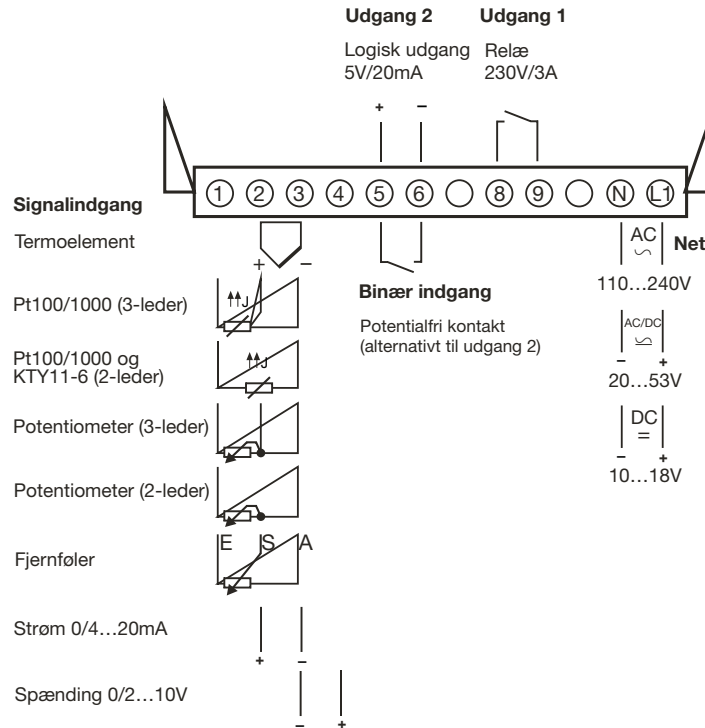 Udgang 2 Udgang 1
Logisk udgang Relæ
5V/20mA 230V/3A
+ −
1 2 3 4 5 6 8 9 N L1
Signalindgang
Termoelement
+ −
AC Net
110…240V
Pt100/1000 (3-leder)
J
Binær indgang
Potentialfri kontakt
(alternativt til udgang 2)
AC/DC
− +
20…53V
Pt100/1000 og
KTY11-6 (2-leder)
J
Potentiometer (3-leder)
DC
=
− +
10…18V
Potentiometer (2-leder)
E S A
Fjernføler
Strøm 0/4…20mA
+ −
Spænding 0/2…10V
− +